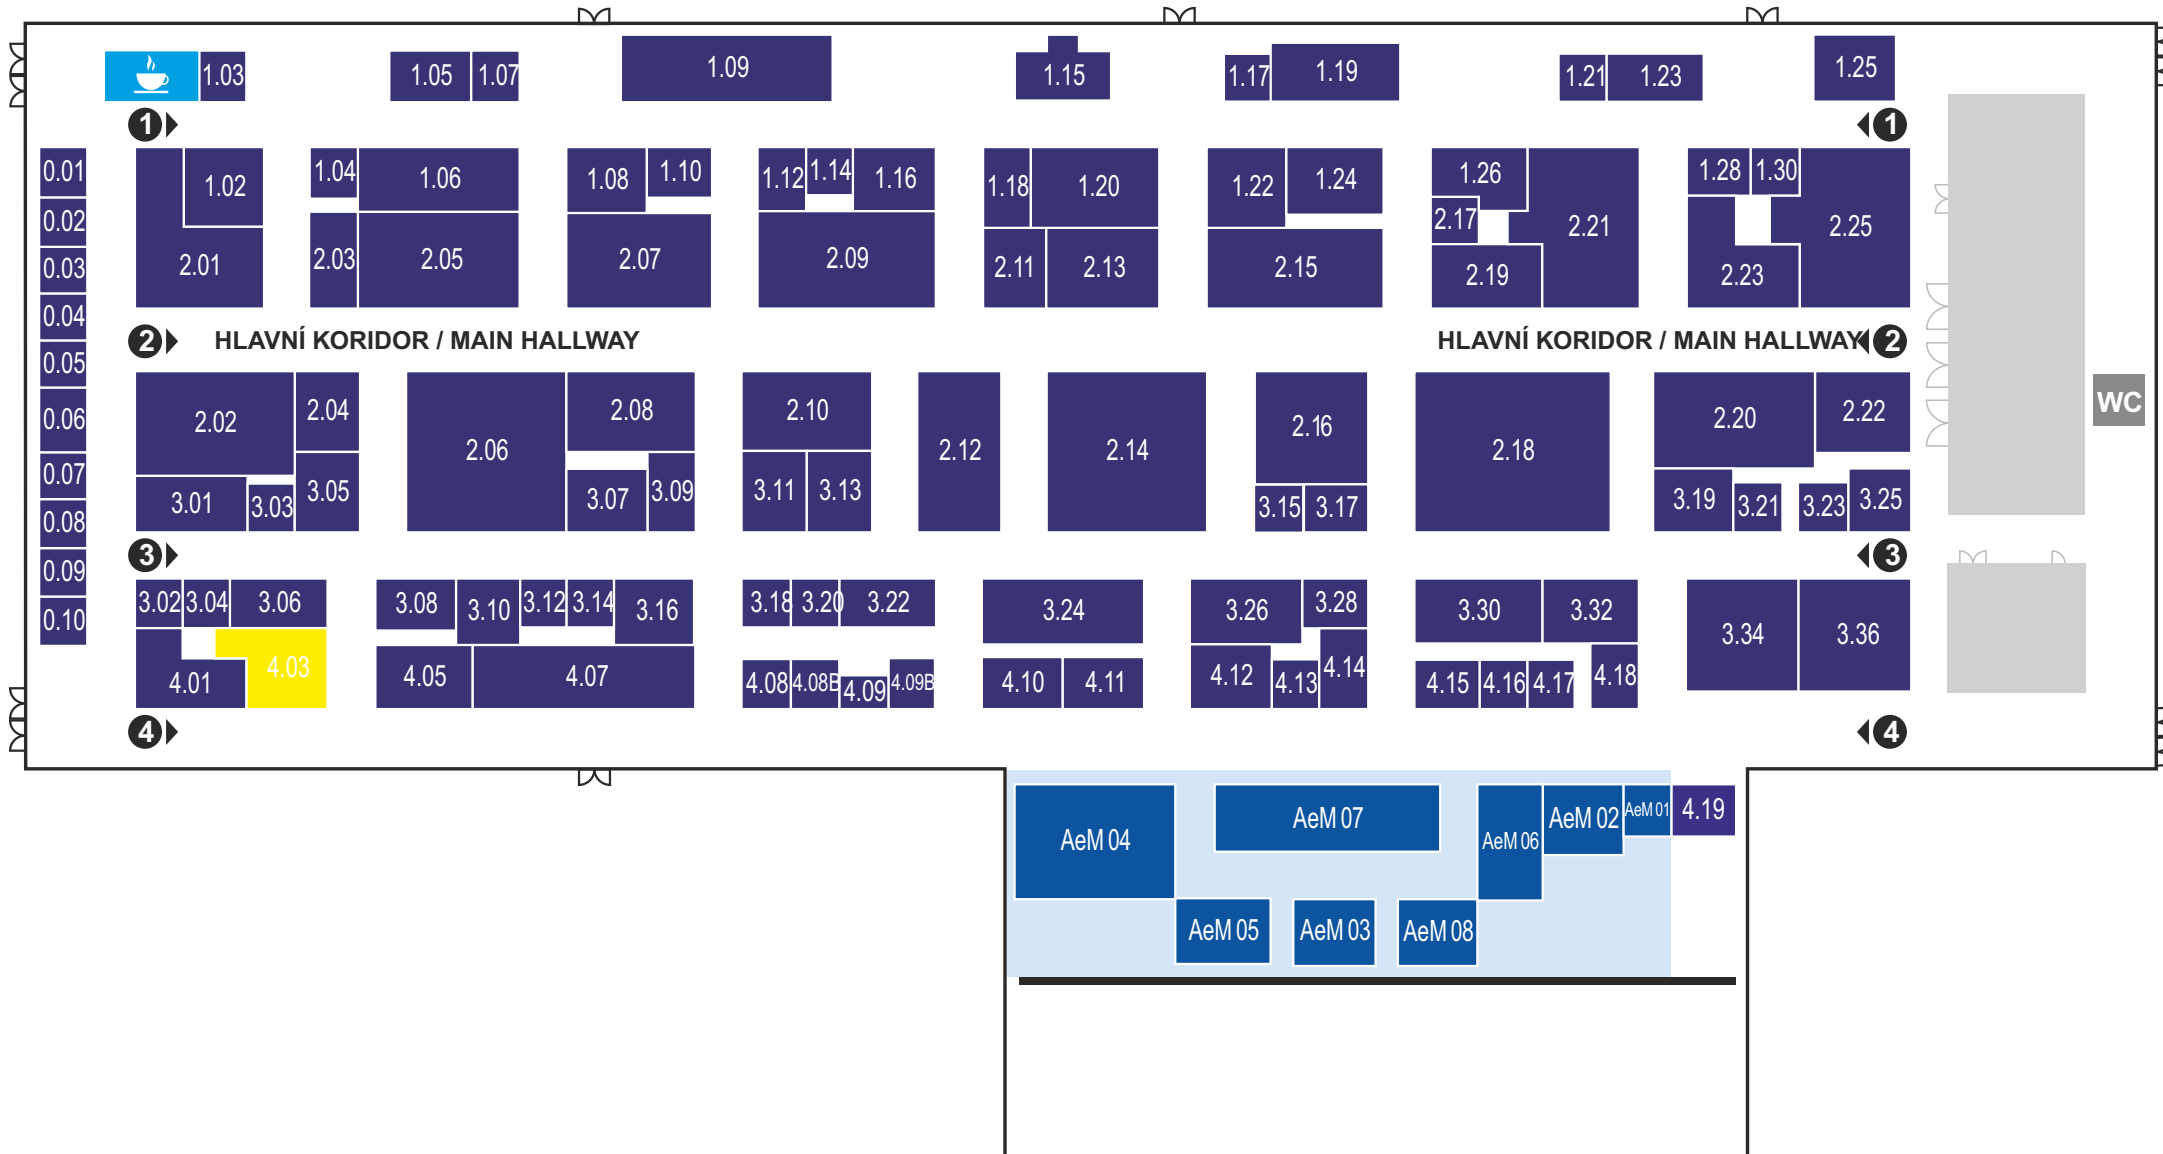 1.03 1.05 1.07 1.09 1.15 1.17 1.19 1.21 1.23 1.25
1 1
0.01 1.02 1.04 1.06 1.08 1.10 1.12 1.14 1.16 1.18 1.20 1.22 1.24 1.26 1.28 1.30
0.02 2.17 2.21 2.25
0.03 2.01 2.03 2.05 2.07 2.09 2.11 2.13 2.15 2.19 2.23
0.04
2 HLAVNÍ KORIDOR / MAIN HALLWAY HLAVNÍ KORIDOR / MAIN HALLWAY 2
0.05
0.06 2.02 2.04 2.06 2.08 2.10 2.12 2.14 2.16 2.18 2.20 2.22 WC
0.07
0.08 3.01 3.03 3.05 3.07 3.09 3.11 3.13 3.15 3.17 3.19 3.21 3.23 3.25
3 3
0.09
0.10 3.02 3.04 3.06 3.08 3.10 3.12 3.14 3.16 3.18 3.20 3.22 3.24 3.26 3.28 3.30 3.32 3.34 3.36
4.01 4.03 4.05 4.07 4.08 4.08B 4.09 4.09B 4.10 4.11 4.12 4.13 4.14 4.15 4.16 4.17 4.18
4 4
AeM 04 AeM 07 AeM 06 AeM 02 AeM 01 4.19
AeM 05 AeM 03 AeM 08